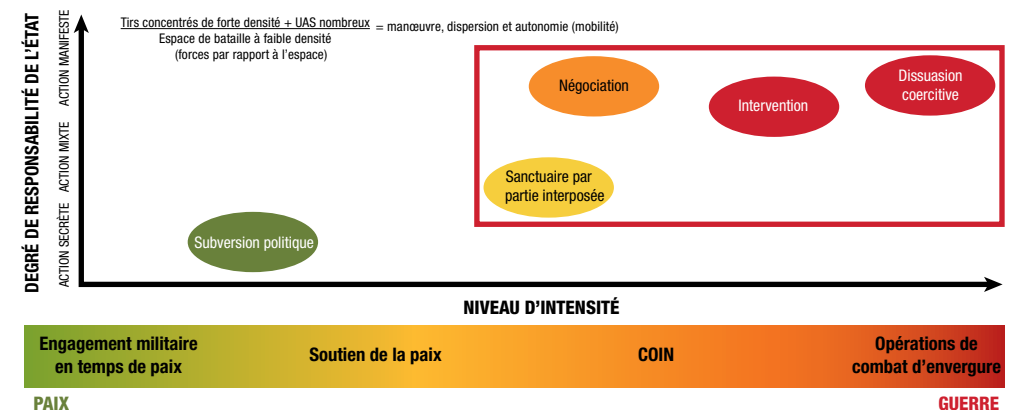 DEGRÉ DE RESPONSABILITÉ DE L’ÉTAT
ACTION MANIFESTE
ACTION MIXTE
ACTION SECRÈTE
Tirs concentrés de forte densité + UAS nombreux
Espace de bataille à faible densité
(forces par rapport à l’espace)
= manœuvre, dispersion et autonomie (mobilité)
Négociation
Intervention
Dissuasion
coercitive
Sanctuaire par
partie interposée
Subversion politique
NIVEAU D’INTENSITÉ
Engagement militaire
en temps de paix
Soutien de la paix
COIN
Opérations de
combat d’envergure
PAIX
GUERRE